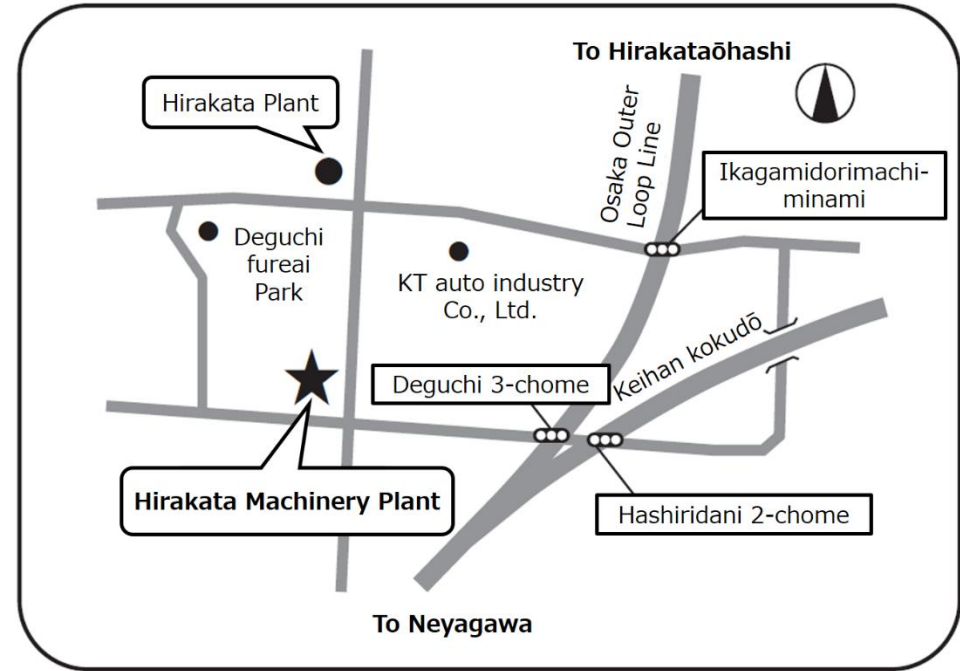 To Hirakataōhashi
Hirakata Plant
Osaka Outer
Loop Line
Ikagamidorimachi-
minami
Deguchi
fureai
Park
KT auto industry
Co., Ltd.
Keihan kokudō
Deguchi 3-chome
Hirakata Machinery Plant
Hashiridani 2-chome
To Neyagawa